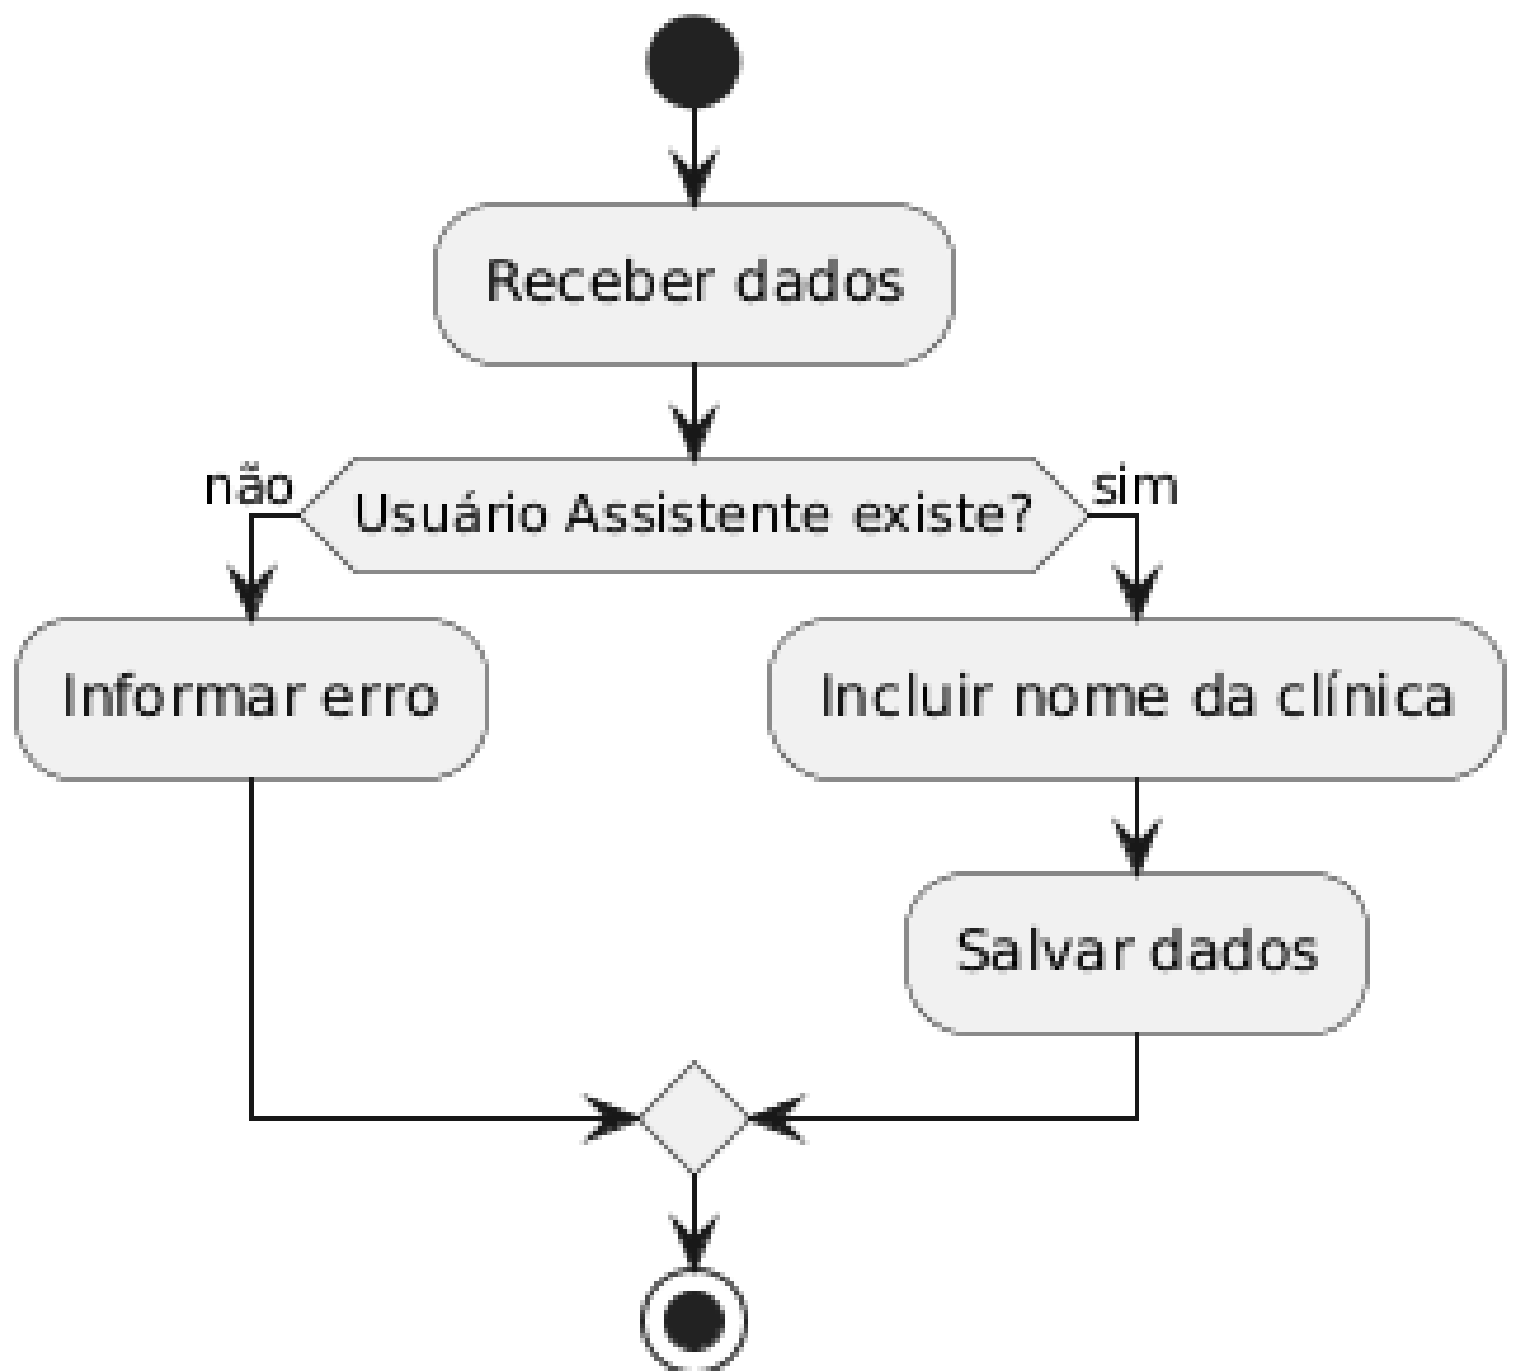 Receber dados
não
Usuário Assistente existe?
sim
Informar erro
Incluir nome da clínica
Salvar dados